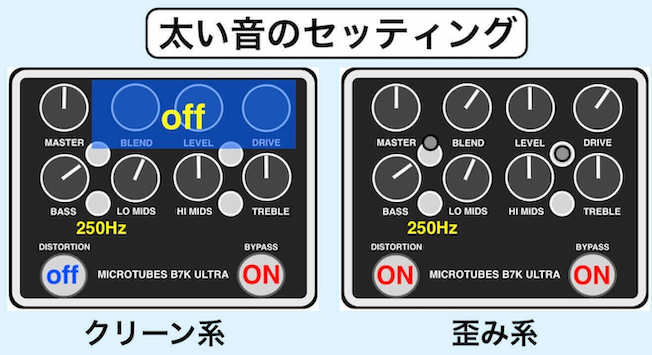 太い音のセッティング
off
MASTER BLEND LEVEL DRIVE
BASS LO MIDS HI MIDS TREBLE
250Hz
DISTORTION BYPASS
off MICROTUBES B7K ULTRA ON
クリーン系
MASTER BLEND LEVEL DRIVE
BASS LO MIDS HI MIDS TREBLE
250Hz
DISTORTION BYPASS
ON MICROTUBES B7K ULTRA ON
歪み系